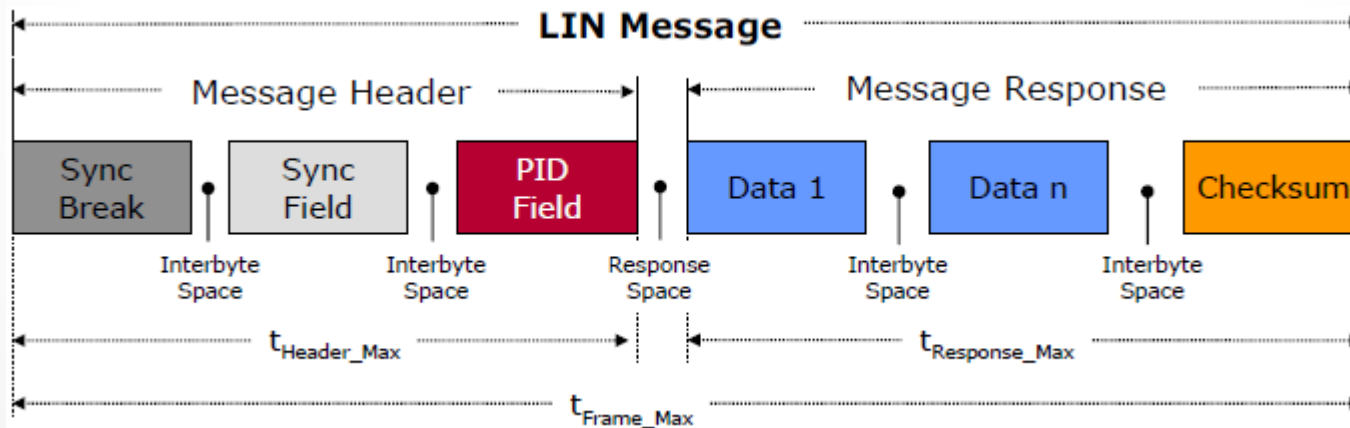 LIN Message
Message Header
Message Response
Sync
Break
Sync
Field
PID
Field
Data 1
Data n
Checksum
Interbyte
Space
Interbyte
Space
Response
Space
Interbyte
Space
Interbyte
Space
tHeader_Max
tResponse_Max
tFrame_Max